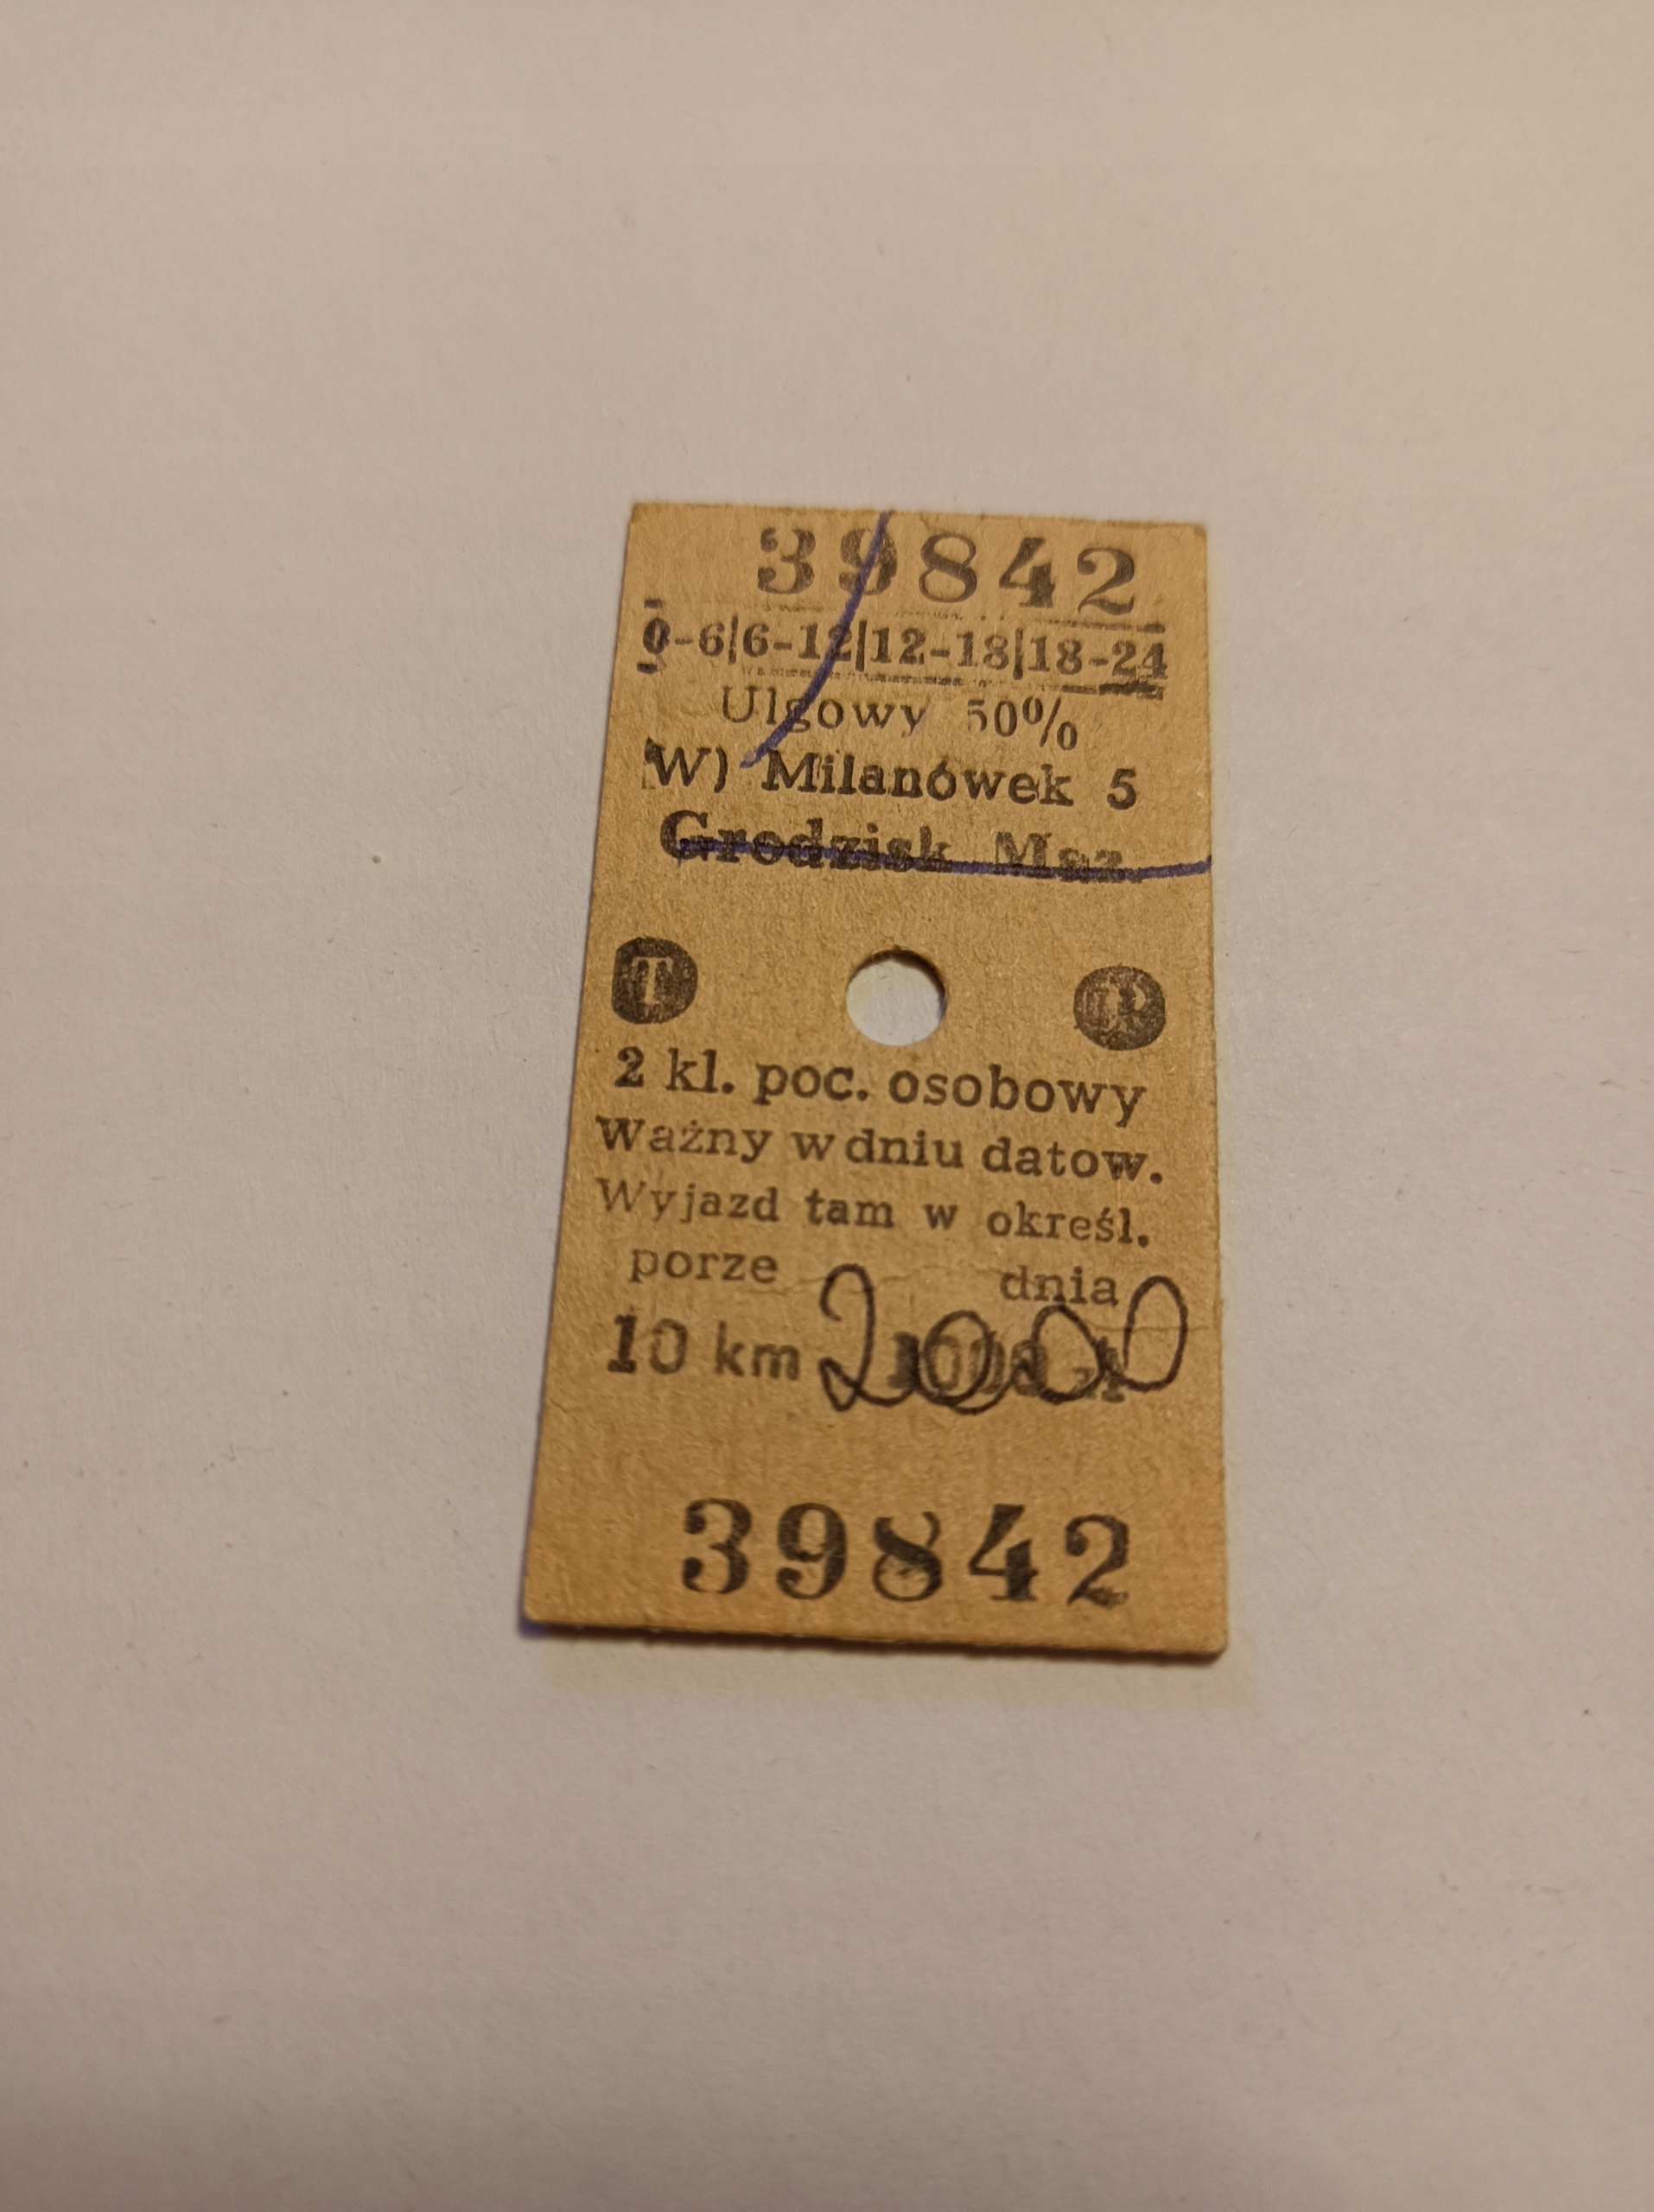 39842
0-6|6-12|12-18|18-24
Ulgowy 50%
W) Milanówek 5
Grodzisk Maz.
T
2 kl. poc. osobowy
Ważny w dniu datow.
Wyjazd tam w określ.
porze dnia
10 km 2000 zł
39842